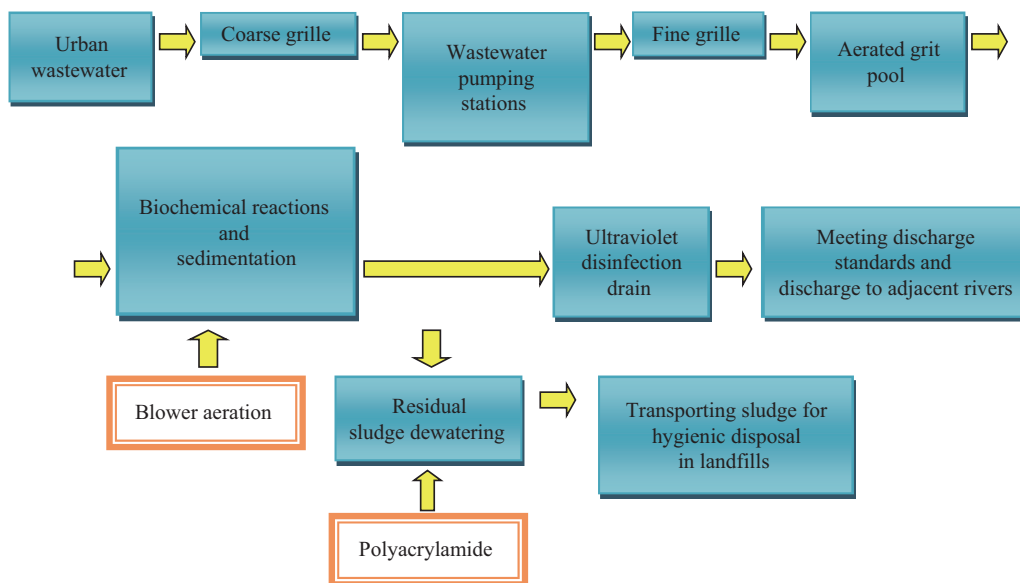 Urban
wastewater
Coarse grille
Wastewater
pumping
stations
Fine grille
Aerated grit
pool
Biochemical reactions
and
sedimentation
Ultraviolet
disinfection
drain
Meeting discharge
standards and
discharge to adjacent rivers
Blower aeration
Residual
sludge dewatering
Transporting sludge for
hygienic disposal
in landfills
Polyacrylamide